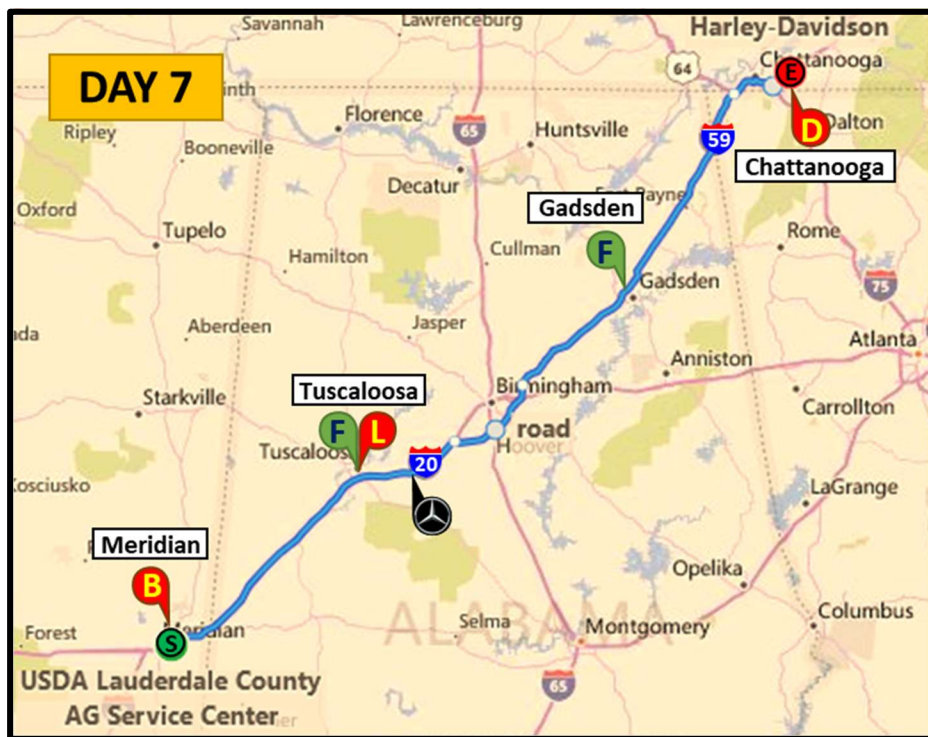 Savannah
Lawrenceburg
Harley-Davidson
DAY 7
64
Chattanooga
E
inth
Florence
65
Huntsville
59
D
Dalton
Ripley
Booneville
Chattanooga
Decatur
Payne
Oxford
Gadsden
Tupelo
Hamilton
Cullman
F
Rome
Gadsden
75
Aberdeen
Jasper
Atlanta
Anniston
Tuscaloosa
Birmingham
Starkville
Carrollton
F
L
road
Tuscaloos
Hoover
20
Kosciusko
LaGrange
Meridian
B
Opelika
ALABAMA
Columbus
Forest
S
Meridian
Selma
Montgomery
USDA Lauderdale County
65
AG Service Center